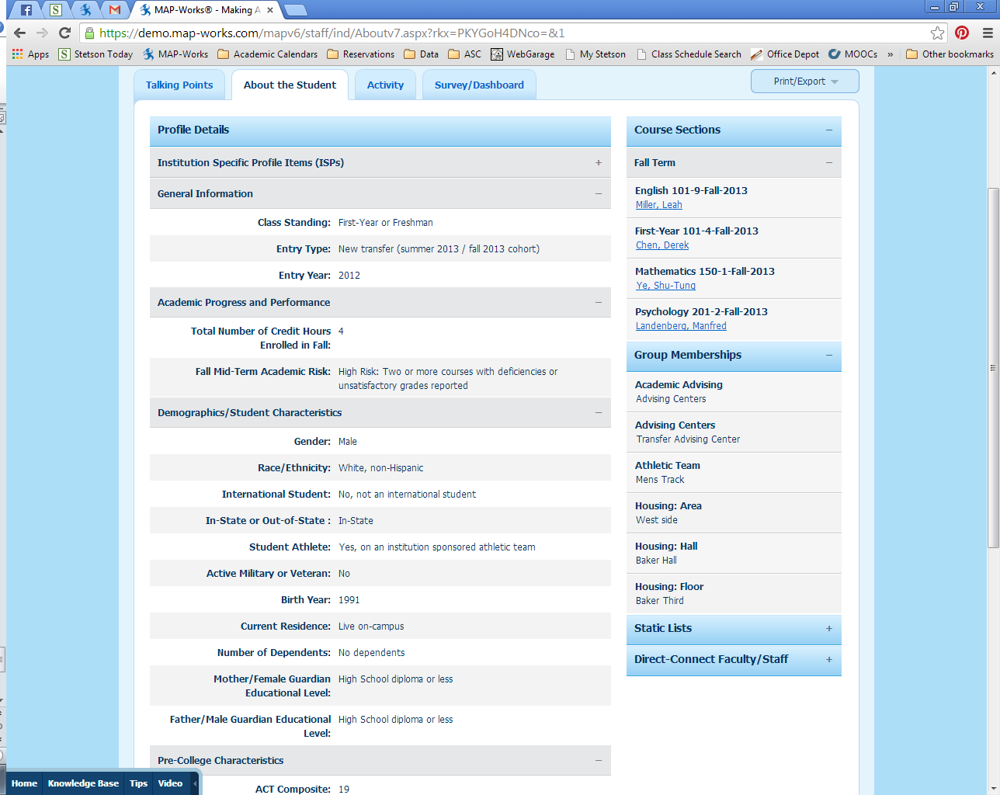 MAP-Works® - Making A
https://demo.map-works.com/mapv6/staff/ind/Aboutv7.aspx?rkx=PKYGoH4DNco=&1
Apps Stetson Today MAP-Works Academic Calendars Reservations Data ASC WebGarage My Stetson Class Schedule Search Office Depot MOOCs » Other bookmarks
Talking Points About the Student Activity Survey/Dashboard Print/Export
Profile Details
Institution Specific Profile Items (ISPs) +
General Information −
Class Standing: First-Year or Freshman
Entry Type: New transfer (summer 2013 / fall 2013 cohort)
Entry Year: 2012
Academic Progress and Performance −
Total Number of Credit Hours 4
Enrolled in Fall:
Fall Mid-Term Academic Risk: High Risk: Two or more courses with deficiencies or
unsatisfactory grades reported
Demographics/Student Characteristics −
Gender: Male
Race/Ethnicity: White, non-Hispanic
International Student: No, not an international student
In-State or Out-of-State : In-State
Student Athlete: Yes, on an institution sponsored athletic team
Active Military or Veteran: No
Birth Year: 1991
Current Residence: Live on-campus
Number of Dependents: No dependents
Mother/Female Guardian High School diploma or less
Educational Level:
Father/Male Guardian Educational High School diploma or less
Level:
Pre-College Characteristics −
ACT Composite: 19
Course Sections −
Fall Term −
English 101-9-Fall-2013
Miller, Leah
First-Year 101-4-Fall-2013
Chen, Derek
Mathematics 150-1-Fall-2013
Ye, Shu-Tung
Psychology 201-2-Fall-2013
Landenberg, Manfred
Group Memberships −
Academic Advising
Advising Centers
Advising Centers
Transfer Advising Center
Athletic Team
Mens Track
Housing: Area
West side
Housing: Hall
Baker Hall
Housing: Floor
Baker Third
Static Lists +
Direct-Connect Faculty/Staff +
Home Knowledge Base Tips Video